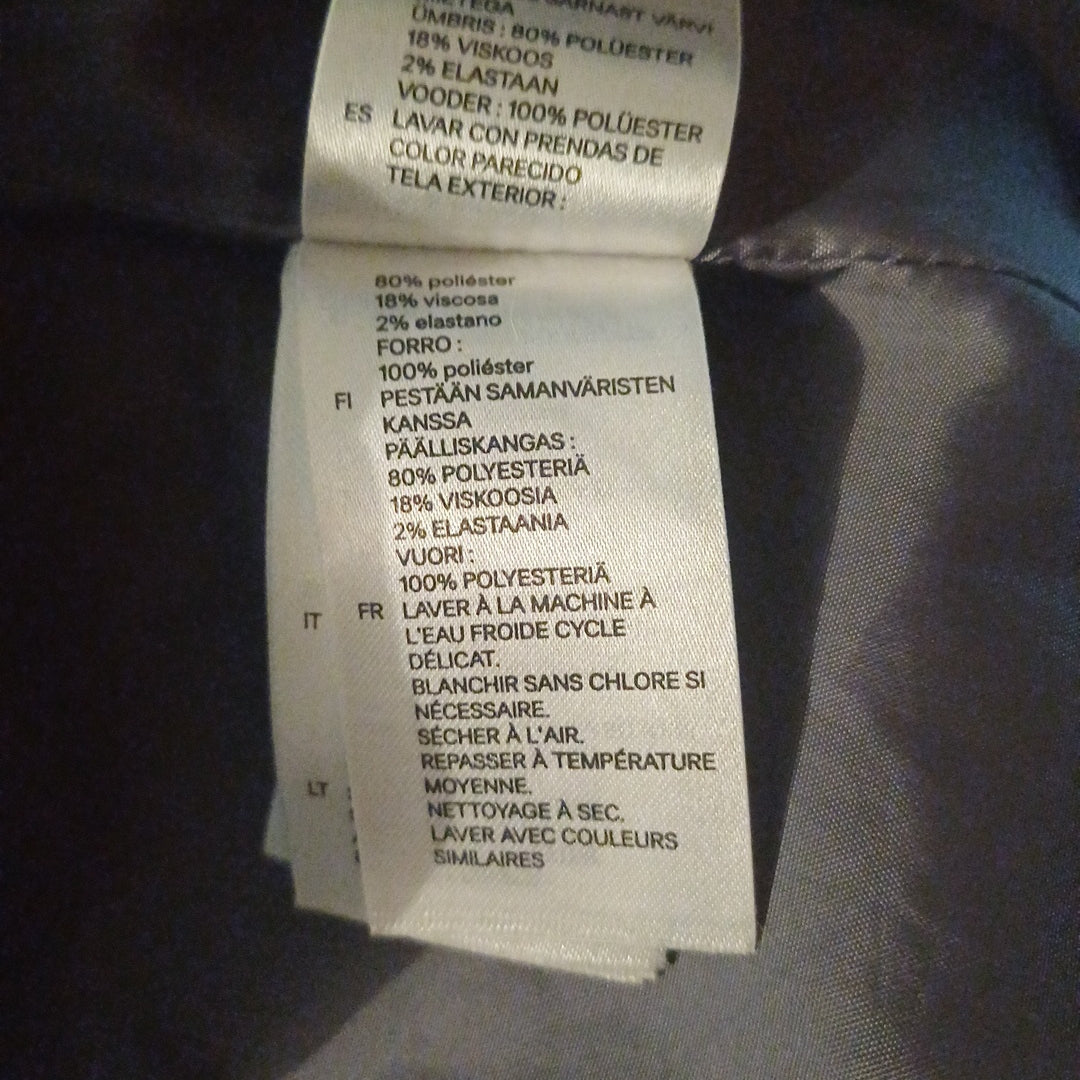 GARNAST VÄRVI
ÜMBRIS : 80% POLÜESTER
18% VISKOOS
2% ELASTAAN
VOODER : 100% POLÜESTER
ES LAVAR CON PRENDAS DE
COLOR PARECIDO
TELA EXTERIOR :
80% poliéster
18% viscosa
2% elastano
FORRO :
100% poliéster
FI PESTÄÄN SAMANVÄRISTEN
KANSSA
PÄÄLLISKANGAS :
80% POLYESTERIÄ
18% VISKOOSIA
2% ELASTAANIA
VUORI :
100% POLYESTERIÄ
FR LAVER À LA MACHINE À
L'EAU FROIDE CYCLE
DÉLICAT.
BLANCHIR SANS CHLORE SI
NÉCESSAIRE.
SÉCHER À L'AIR.
REPASSER À TEMPÉRATURE
MOYENNE.
NETTOYAGE À SEC.
LAVER AVEC COULEURS
SIMILAIRES
IT
LT